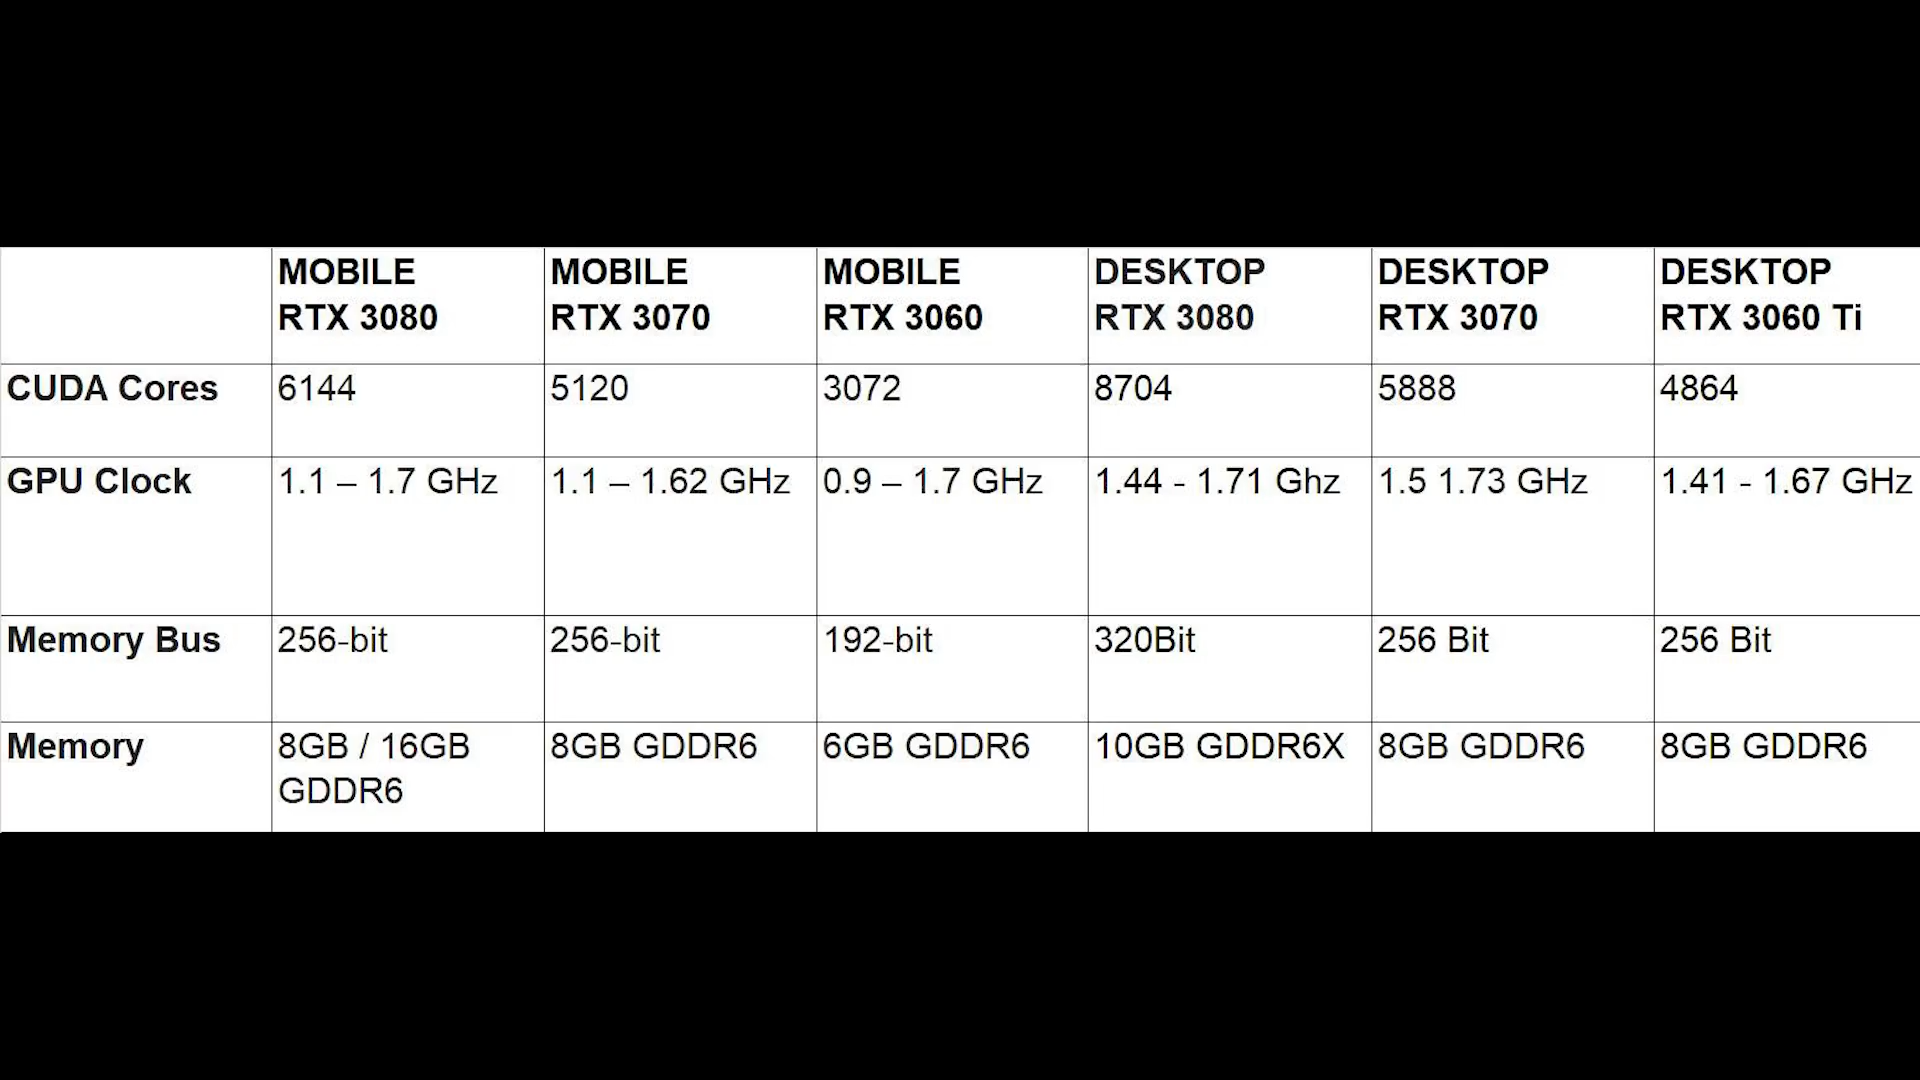 MOBILE RTX 3080 MOBILE RTX 3070 MOBILE RTX 3060 DESKTOP RTX 3080 DESKTOP RTX 3070 DESKTOP RTX 3060 Ti
CUDA Cores 6144 5120 3072 8704 5888 4864
GPU Clock 1.1 – 1.7 GHz 1.1 – 1.62 GHz 0.9 – 1.7 GHz 1.44 - 1.71 Ghz 1.5 1.73 GHz 1.41 - 1.67 GHz
Memory Bus 256-bit 256-bit 192-bit 320Bit 256 Bit 256 Bit
Memory 8GB / 16GB GDDR6 8GB GDDR6 6GB GDDR6 10GB GDDR6X 8GB GDDR6 8GB GDDR6